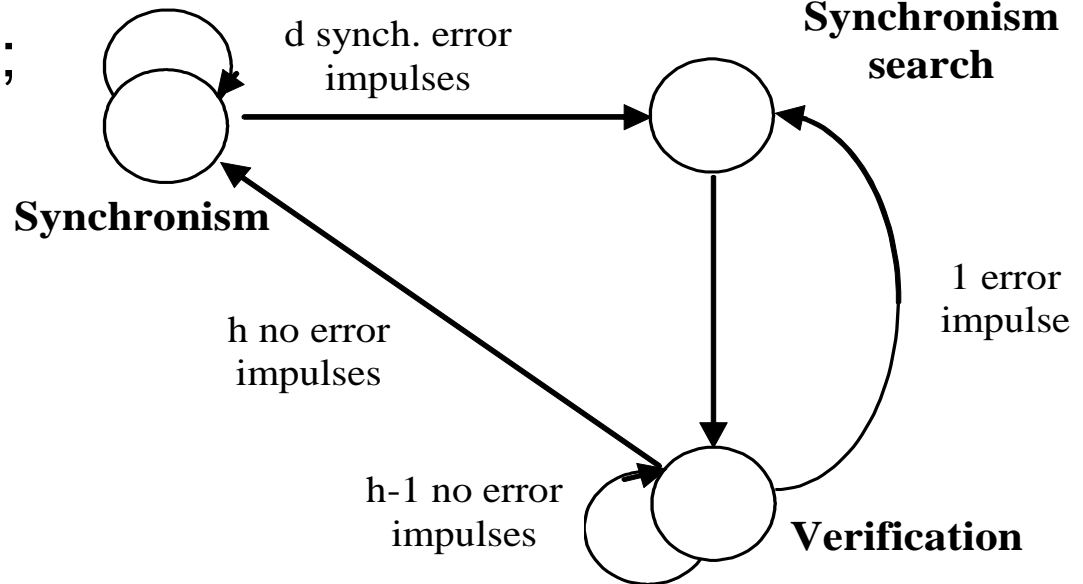 ;
d synch. error
impulses
Synchronism
search
Synchronism
1 error
impulse
h no error
impulses
h-1 no error
impulses
Verification